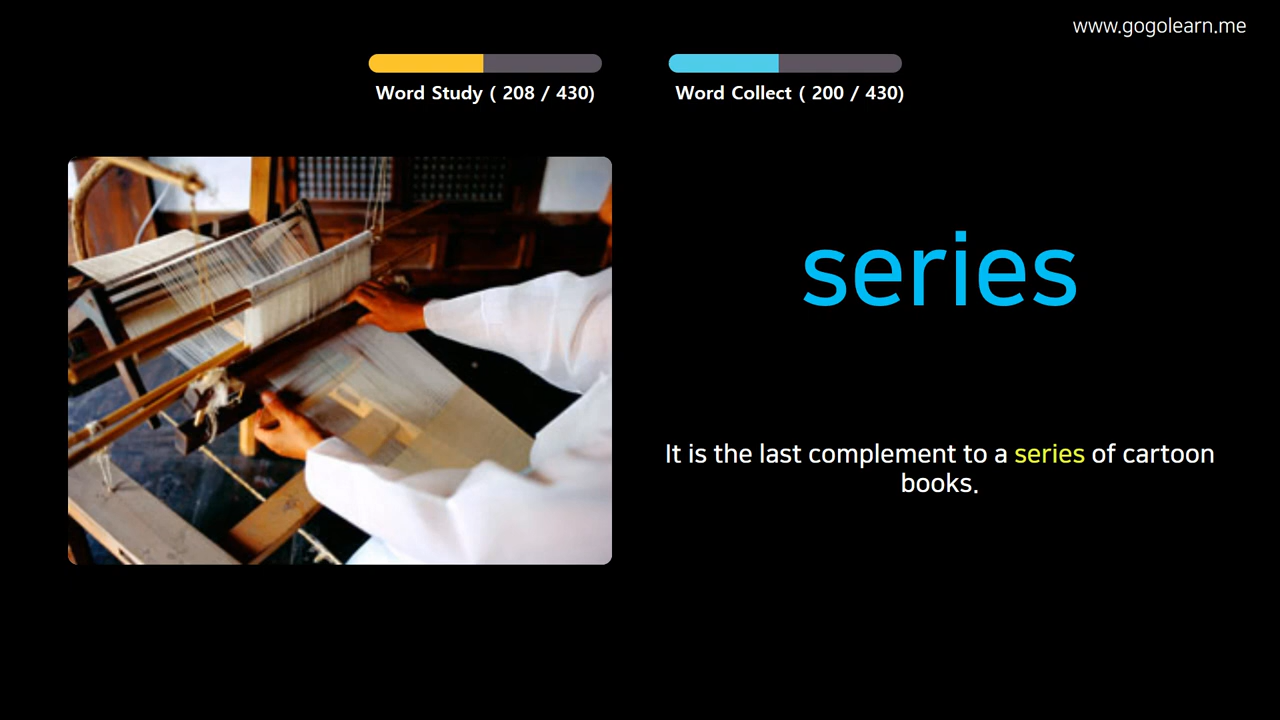 www.gogolearn.me
Word Study ( 208 / 430)
Word Collect ( 200 / 430)
series
It is the last complement to a series of cartoon
books.